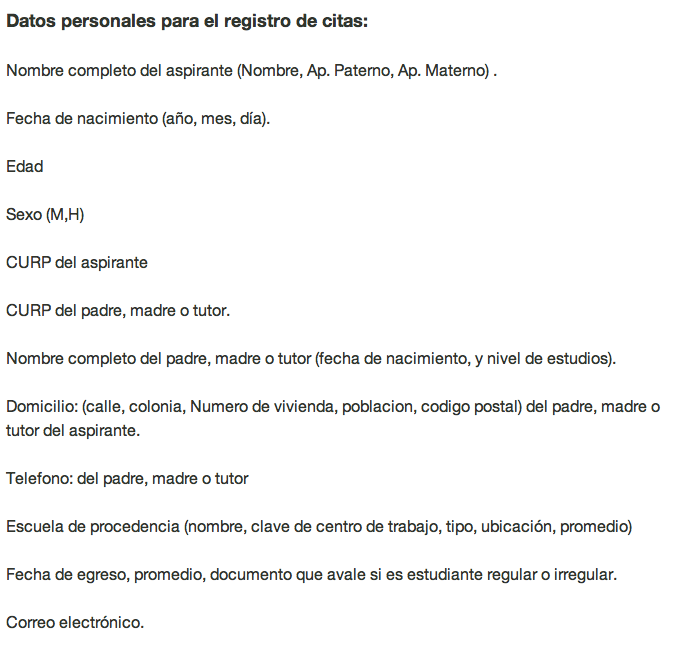 Datos personales para el registro de citas:
Nombre completo del aspirante (Nombre, Ap. Paterno, Ap. Materno) .
Fecha de nacimiento (año, mes, día).
Edad
Sexo (M,H)
CURP del aspirante
CURP del padre, madre o tutor.
Nombre completo del padre, madre o tutor (fecha de nacimiento, y nivel de estudios).
Domicilio: (calle, colonia, Numero de vivienda, poblacion, codigo postal) del padre, madre o
tutor del aspirante.
Telefono: del padre, madre o tutor
Escuela de procedencia (nombre, clave de centro de trabajo, tipo, ubicación, promedio)
Fecha de egreso, promedio, documento que avale si es estudiante regular o irregular.
Correo electrónico.